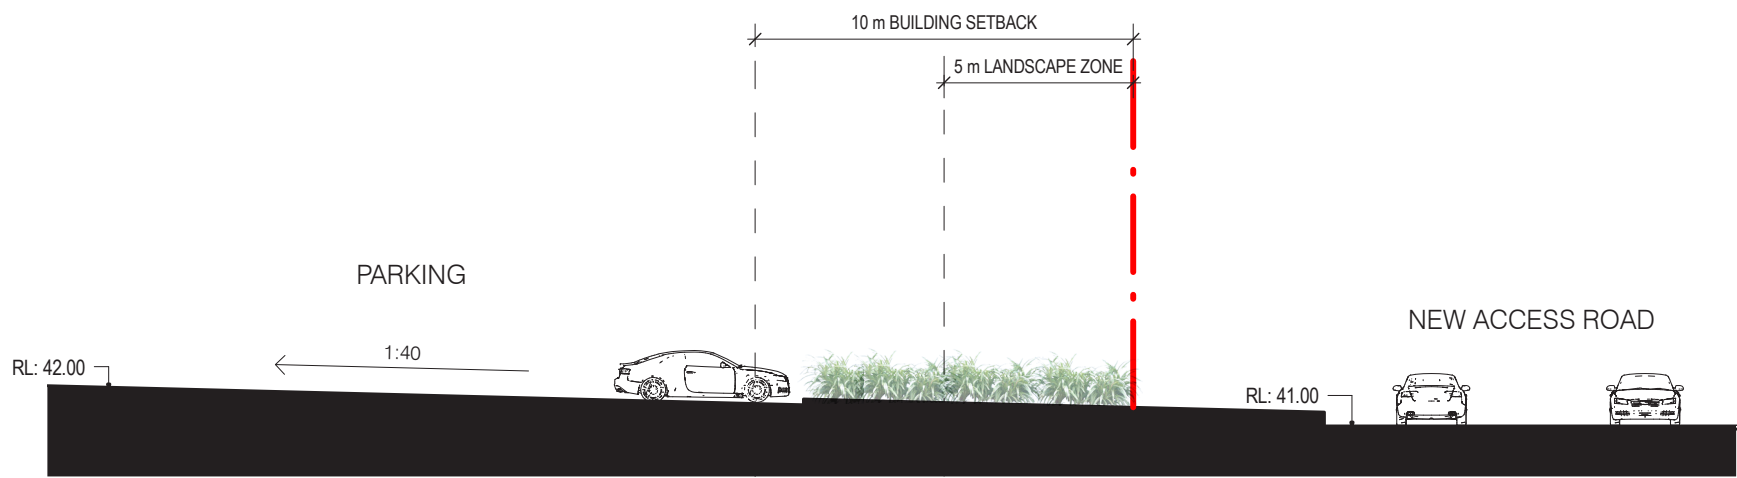 10 m BUILDING SETBACK
5 m LANDSCAPE ZONE
PARKING
NEW ACCESS ROAD
1:40
RL: 42.00
RL: 41.00